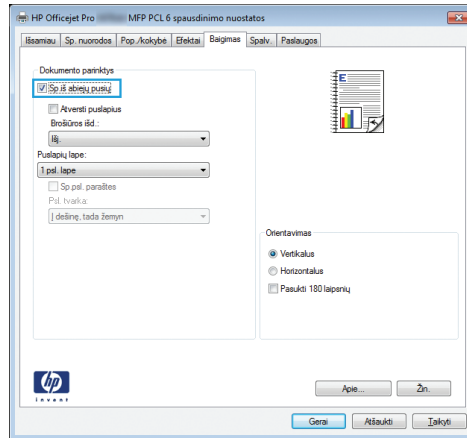 HP Officejet Pro MFP PCL 6 spausdinimo nuostatos
Išsamiau Sp. nuorodos Pop./kokybė Efektai Baigimas Spalv. Paslaugos
Dokumento parinktys
Sp iš abiejų pusių
Atversti puslapius
Brošiūros išd.:
Išj.
Puslapių lape:
1 psl. lape
Sp psl. paraštes
Psl. tvarka:
Į dešinę, tada žemyn
E
Orientavimas
Vertikalus
Horizontalus
Pasukti 180 laipsnių
hp
invent
Apie... Žin.
Gerai Atšaukti Taikyti